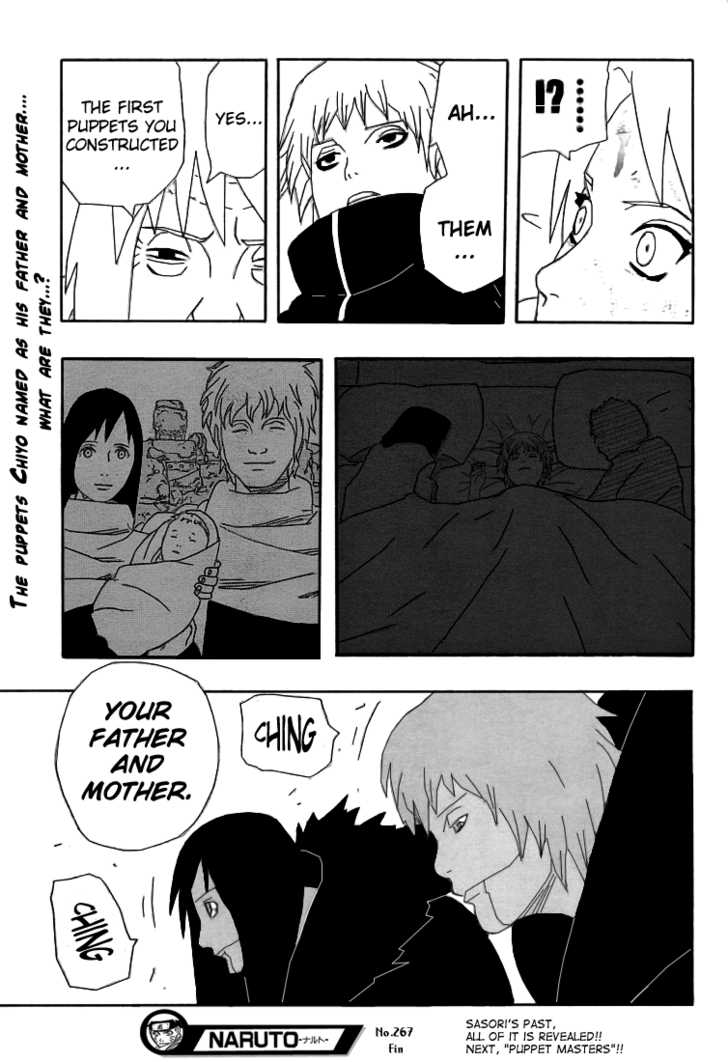 !? ......
AH...
THEM
...
YES...
THE FIRST
PUPPETS YOU
CONSTRUCTED
...
THE PUPPETS CHIYO NAMED AS HIS FATHER AND MOTHER....
WHAT ARE THEY...?
YOUR
FATHER
AND
MOTHER.
CHING
CHING
NARUTO -ナルト-
No.267
Fin
SASORI'S PAST,
ALL OF IT IS REVEALED!!
NEXT, "PUPPET MASTERS"!!